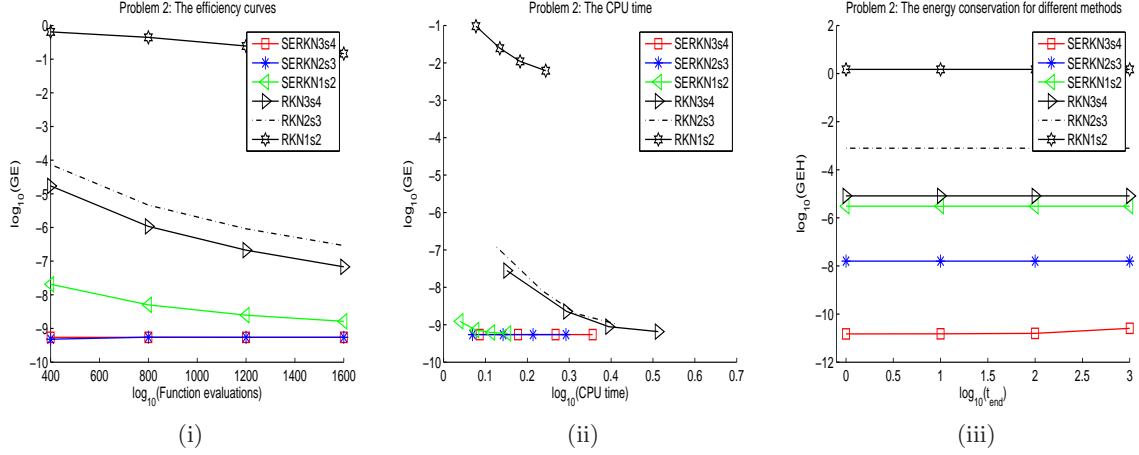 Problem 2: The efficiency curves
0
−1
−2
−3
−4
−5
−6
−7
−8
−9
−10
log10(GE)
SERKN3s4
SERKN2s3
SERKN1s2
RKN3s4
RKN2s3
RKN1s2
400 600 800 1000 1200 1400 1600
log10(Function evaluations)
(i)
Problem 2: The CPU time
0
−1
−2
−3
−4
−5
−6
−7
−8
−9
−10
log10(GE)
SERKN3s4
SERKN2s3
SERKN1s2
RKN3s4
RKN2s3
RKN1s2
0 0.1 0.2 0.3 0.4 0.5 0.6 0.7
log10(CPU time)
(ii)
Problem 2: The energy conservation for different methods
2
0
−2
−4
−6
−8
−10
−12
log10(GEH)
SERKN3s4
SERKN2s3
SERKN1s2
RKN3s4
RKN2s3
RKN1s2
0 1 2 3
log10(tend)
(iii)